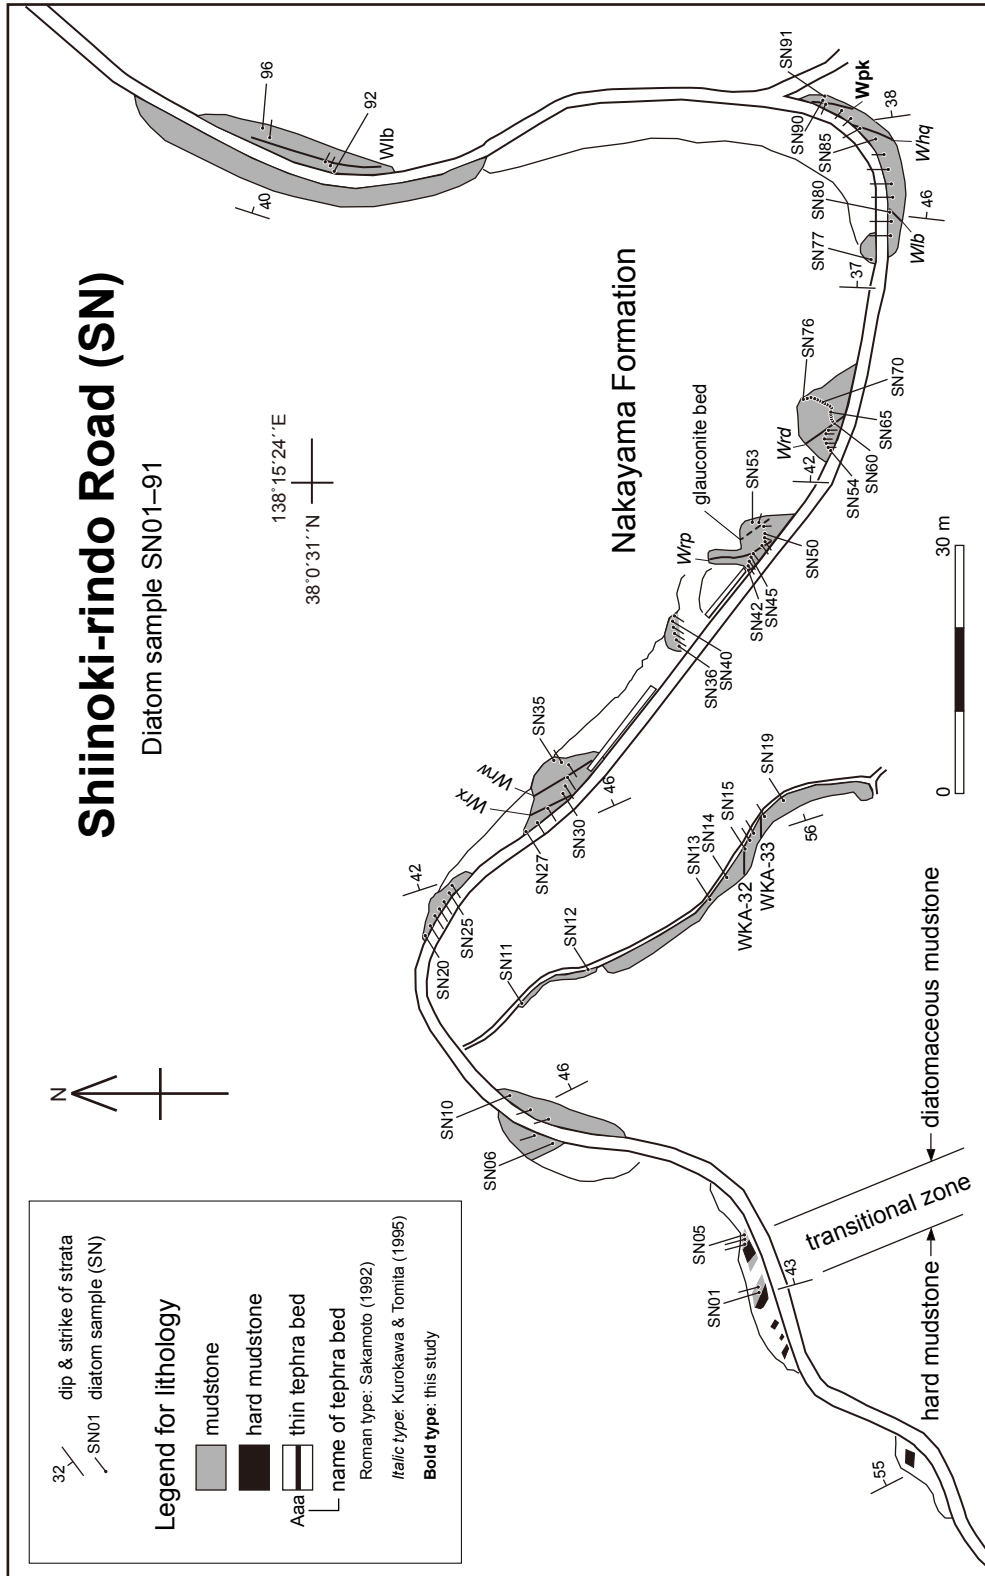 Shiinoki-rindo Road (SN)
Diatom sample SN01–91
138˚15′24′′E
38˚0′31′′N
N
32
dip & strike of strata
SN01
diatom sample (SN)
Legend for lithology
mudstone
hard mudstone
thin tephra bed
Aaa
name of tephra bed
Roman type: Sakamoto (1992)
Italic type: Kurokawa & Tomita (1995)
Bold type: this study
Nakayama Formation
55
SN01
SN05
43
hard mudstone
transitional zone
diatomaceous mudstone
SN06
SN10
46
SN11
SN12
SN13
SN14
SN15
SN19
WKA-32
WKA-33
56
SN20
SN25
42
SN27
SN30
Wrx
Wrw
SN35
46
SN36
SN40
SN42
SN45
Wrp
SN50
glauconite bed
SN53
42
SN54
SN60
Wrd
SN65
SN70
SN76
37
SN77
SN80
Wlb
46
SN85
Whq
38
SN90
SN91
Wpk
Wlb
92
96
40
0
30 m